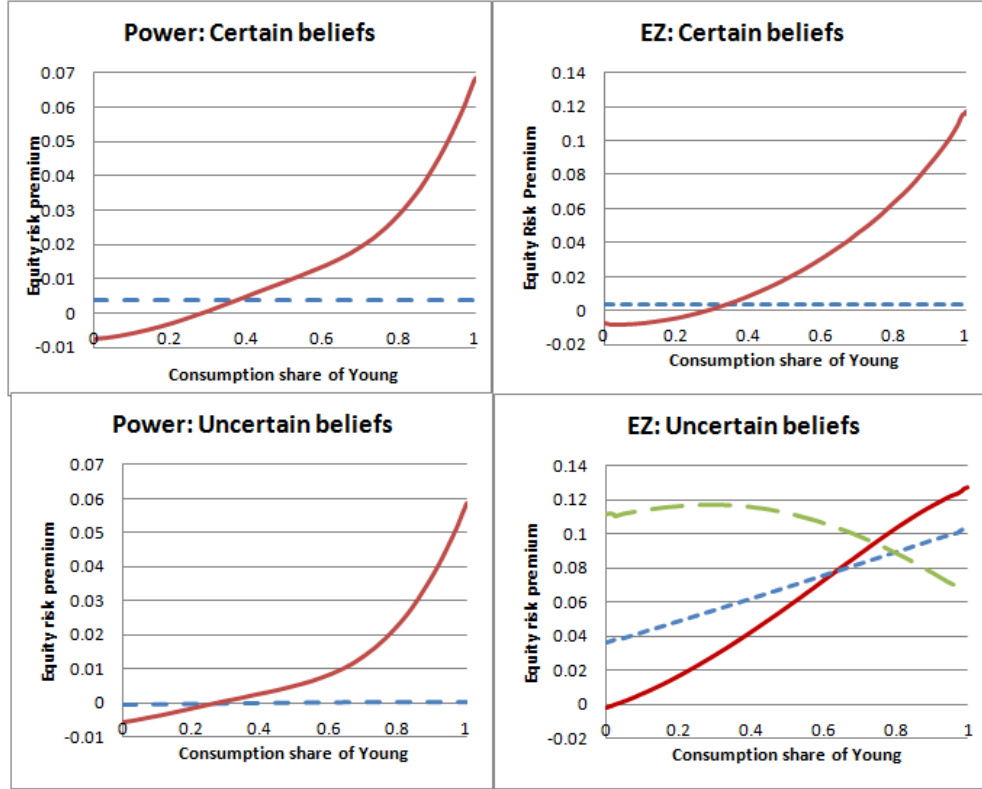 Power: Certain beliefs
0.07
0.06
0.05
0.04
0.03
0.02
0.01
0
-0.01
Equity risk premium
0 0.2 0.4 0.6 0.8 1
Consumption share of Young
EZ: Certain beliefs
0.14
0.12
0.1
0.08
0.06
0.04
0.02
0
-0.02
Equity Risk Premium
0 0.2 0.4 0.6 0.8 1
Consumption share of Young
Power: Uncertain beliefs
0.07
0.06
0.05
0.04
0.03
0.02
0.01
0
-0.01
Equity risk premium
0 0.2 0.4 0.6 0.8 1
Consumption share of Young
EZ: Uncertain beliefs
0.14
0.12
0.1
0.08
0.06
0.04
0.02
0
-0.02
Equity risk premium
0 0.2 0.4 0.6 0.8 1
Consumption share of Young